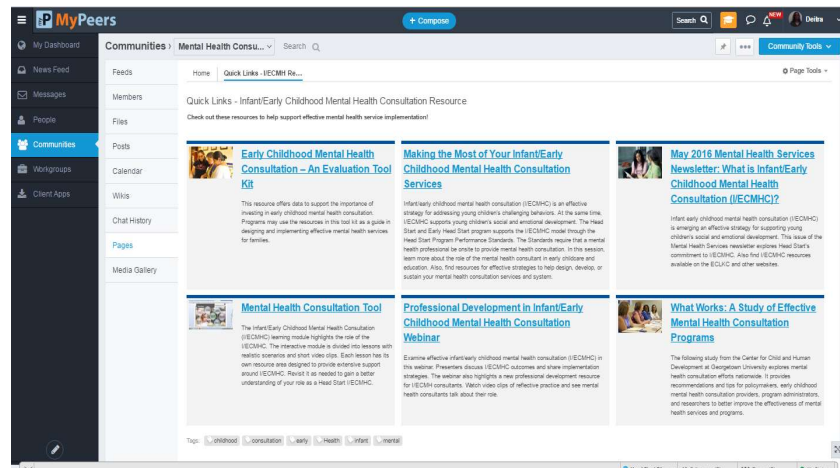 MyPeers
+ Compose
Search
NEW
Deitra
My Dashboard
News Feed
Messages
People
Communities
Workgroups
Client Apps
Communities ›
Mental Health Consu...
Search
Community Tools
Feeds
Members
Files
Posts
Calendar
Wikis
Chat History
Pages
Media Gallery
Home
Quick Links - I/ECMH Re...
Page Tools
Quick Links - Infant/Early Childhood Mental Health Consultation Resource
Check out these resources to help support effective mental health service implementation!
Early Childhood Mental Health
Consultation – An Evaluation Tool
Kit
This resource offers data to support the importance of
investing in early childhood mental health consultation.
Programs may use the resources in this tool kit as a guide in
designing and implementing effective mental health services
for families.
Making the Most of Your Infant/Early
Childhood Mental Health Consultation
Services
Infant/early childhood mental health consultation (I/ECMHC) is an effective
strategy for addressing young children's challenging behaviors. At the same time,
I/ECMHC supports young children's social and emotional development. The Head
Start and Early Head Start program supports the I/ECMHC model through the
Head Start Program Performance Standards. The Standards require that a mental
health professional be onsite to provide mental health consultation. In this session,
learn more about the role of the mental health consultant in early childcare and
education. Also, find resources for effective strategies to help design, develop, or
sustain your mental health consultation services and system.
May 2016 Mental Health Services
Newsletter: What is Infant/Early
Childhood Mental Health
Consultation (I/ECMHC)?
Infant early childhood mental health consultation (I/ECMHC)
is emerging an effective strategy for supporting young
children's social and emotional development. This issue of the
Mental Health Services newsletter explores Head Start's
commitment to I/ECMHC. Also find I/ECMHC resources
available on the ECLKC and other websites.
Mental Health Consultation Tool
The Infant/Early Childhood Mental Health Consultation
(I/ECMHC) learning module highlights the role of the
I/ECMHC. The interactive module is divided into lessons with
realistic scenarios and short video clips. Each lesson has its
own resource area designed to provide extensive support
around I/ECMHC. Revisit it as needed to gain a better
understanding of your role as a Head Start I/ECMHC.
Professional Development in Infant/Early
Childhood Mental Health Consultation
Webinar
Examine effective infant/early childhood mental health consultation (I/ECMHC) in
this webinar. Presenters discuss I/ECMHC outcomes and share implementation
strategies. The webinar also highlights a new professional development resource
for I/ECMH consultants. Watch video clips of reflective practice and see mental
health consultants talk about their role.
What Works: A Study of Effective
Mental Health Consultation
Programs
The following study from the Center for Child and Human
Development at Georgetown University explores mental
health consultation efforts nationwide. It provides
recommendations and tips for policymakers, early childhood
mental health consultation providers, program administrators,
and researchers to better improve the effectiveness of mental
health services and programs.
Tags: childhood consultation early Health infant mental